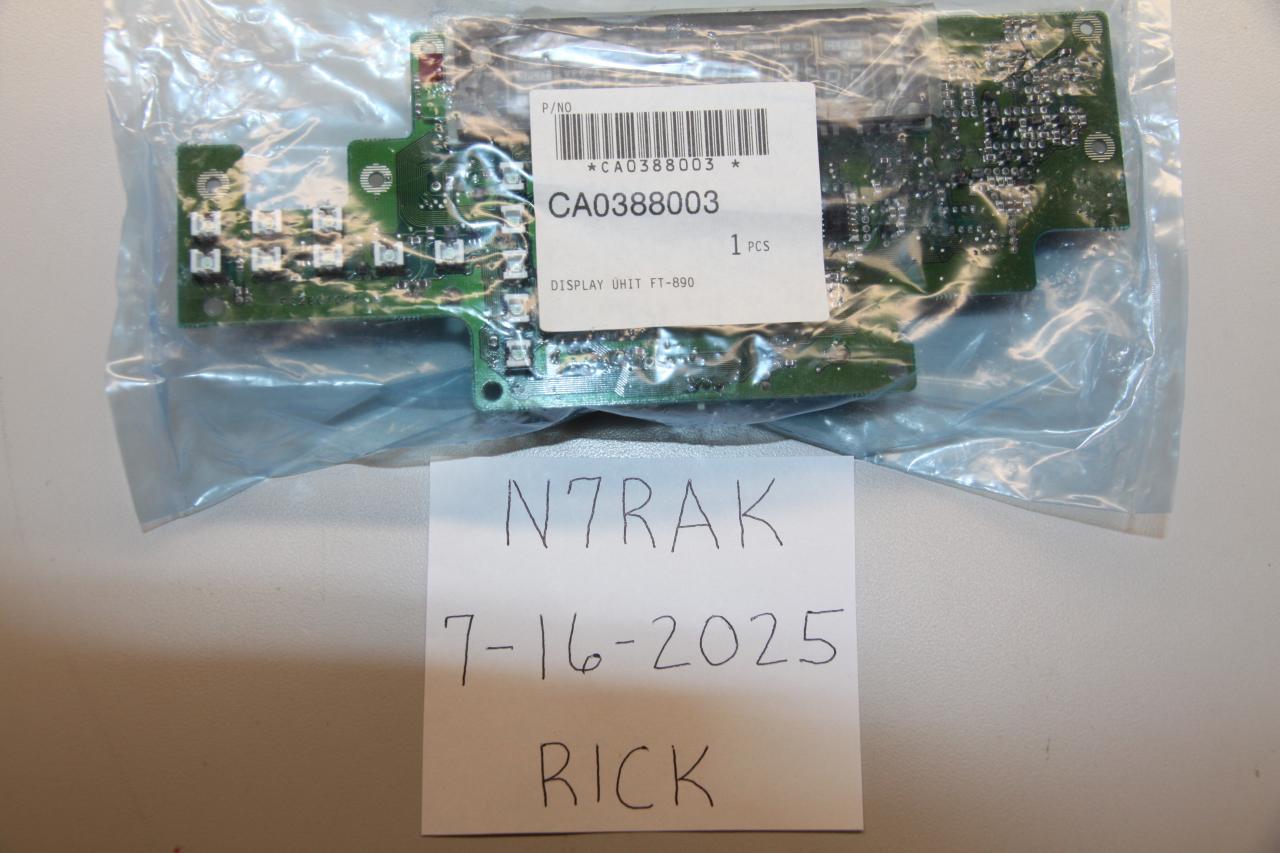 P/NO
*CA0388003 *
CA0388003
1 PCS
DISPLAY UHIT FT-890
N7RAK
7-16-2025
RICK